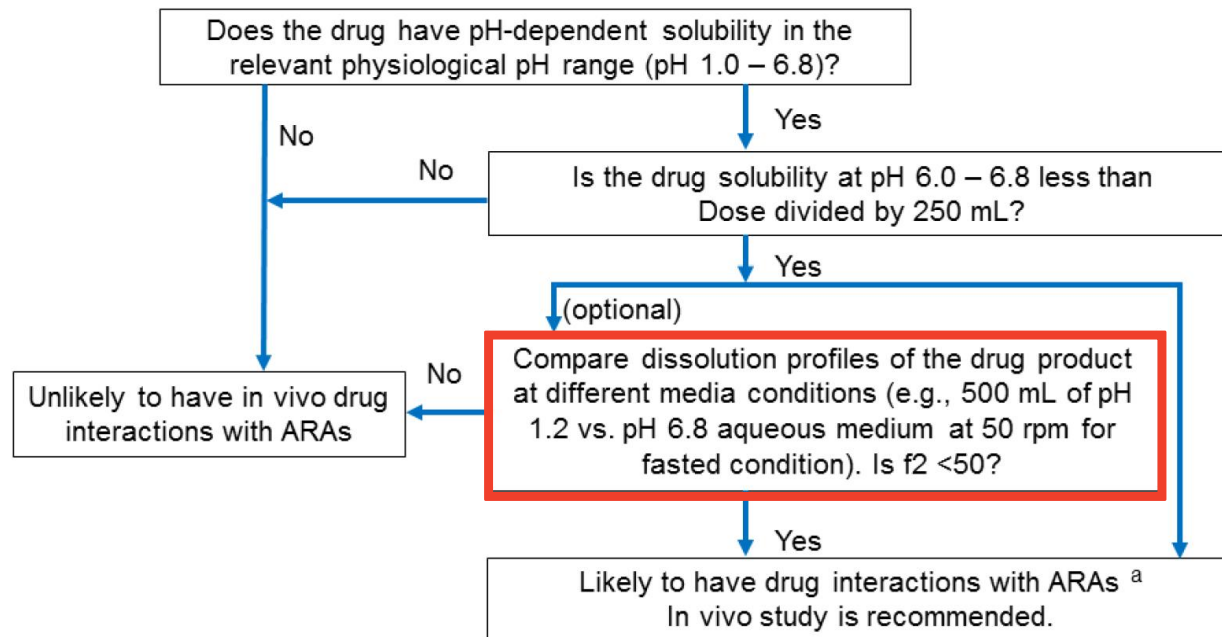 Does the drug have pH-dependent solubility in the
relevant physiological pH range (pH 1.0 – 6.8)?
No
Yes
No
Is the drug solubility at pH 6.0 – 6.8 less than
Dose divided by 250 mL?
Yes
(optional)
Compare dissolution profiles of the drug product
at different media conditions (e.g., 500 mL of pH
1.2 vs. pH 6.8 aqueous medium at 50 rpm for
fasted condition). Is f2 <50?
No
Unlikely to have in vivo drug
interactions with ARAs
Yes
Likely to have drug interactions with ARAs a
In vivo study is recommended.